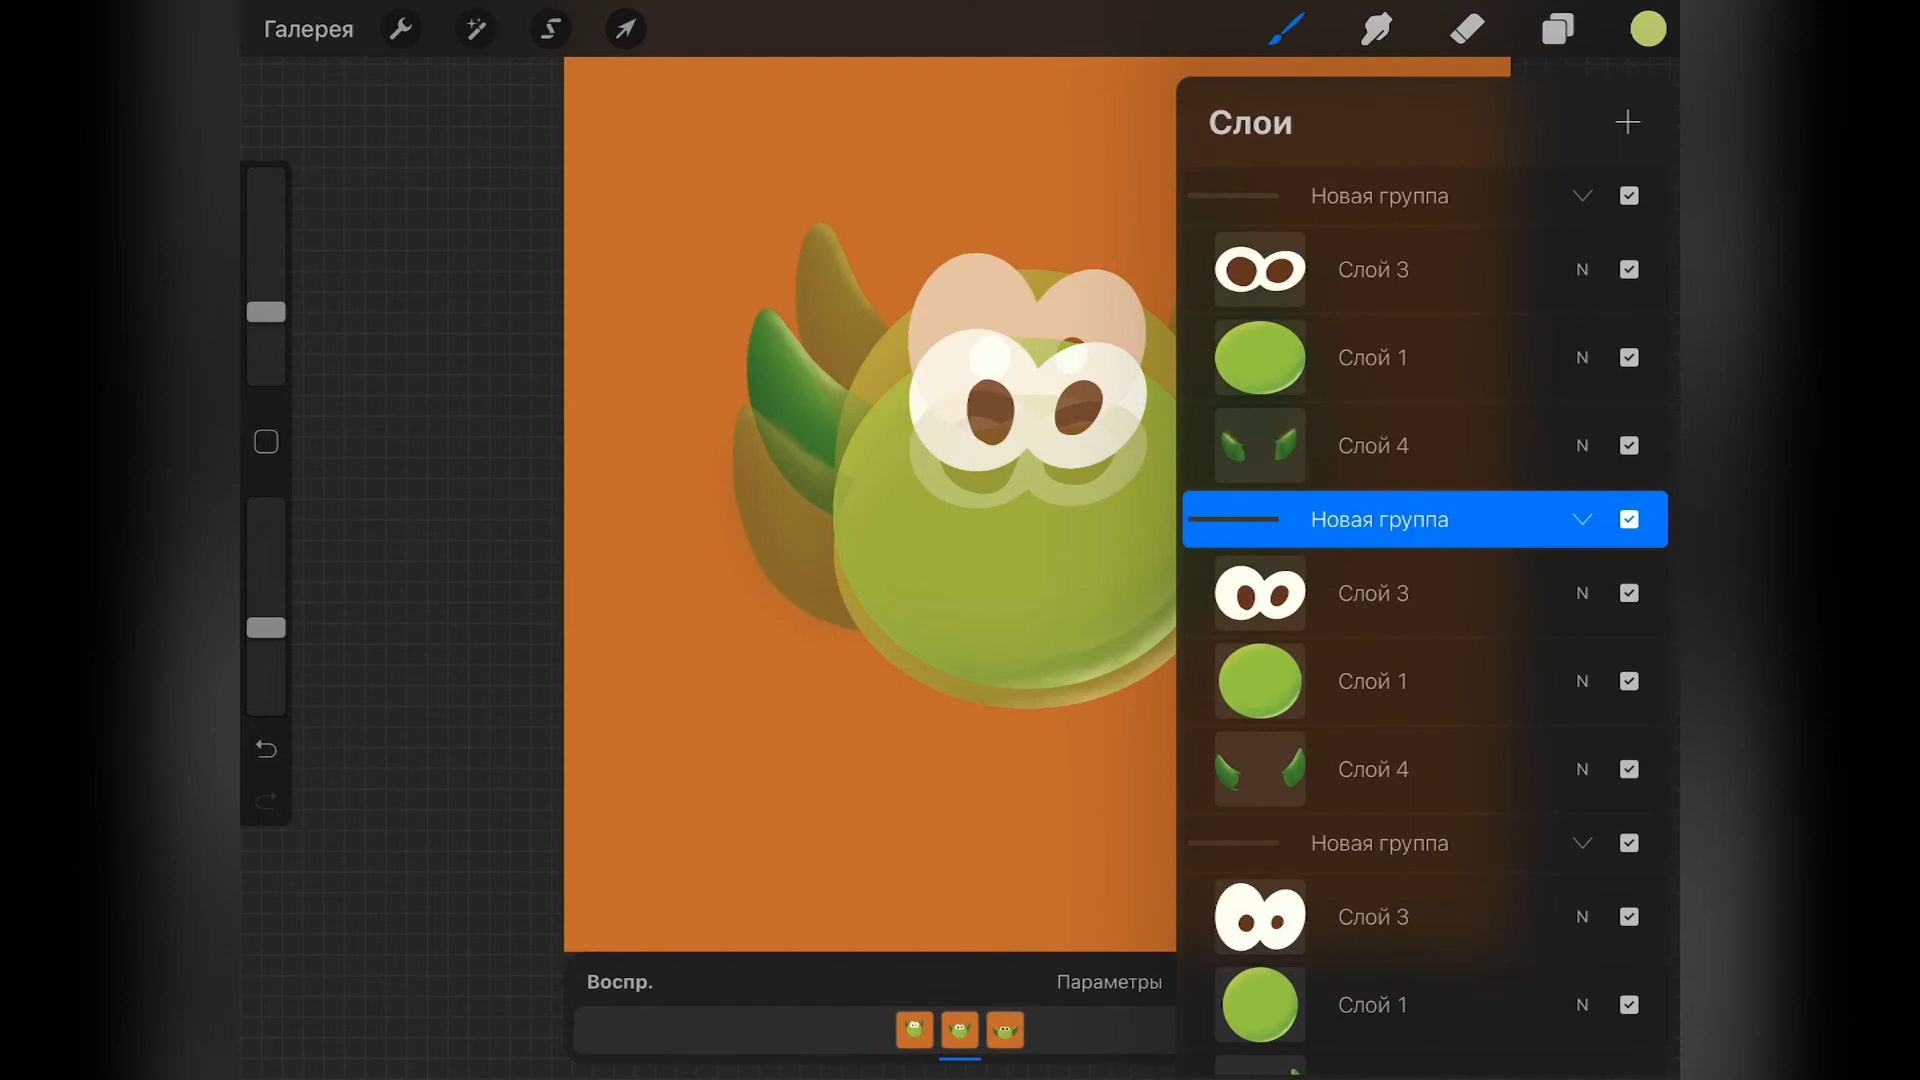 Галерея
Слои
Новая группа
Слой 3
N
Слой 1
N
Слой 4
N
Новая группа
Слой 3
N
Слой 1
N
Слой 4
N
Новая группа
Слой 3
N
Слой 1
N
Воспр.
Параметры